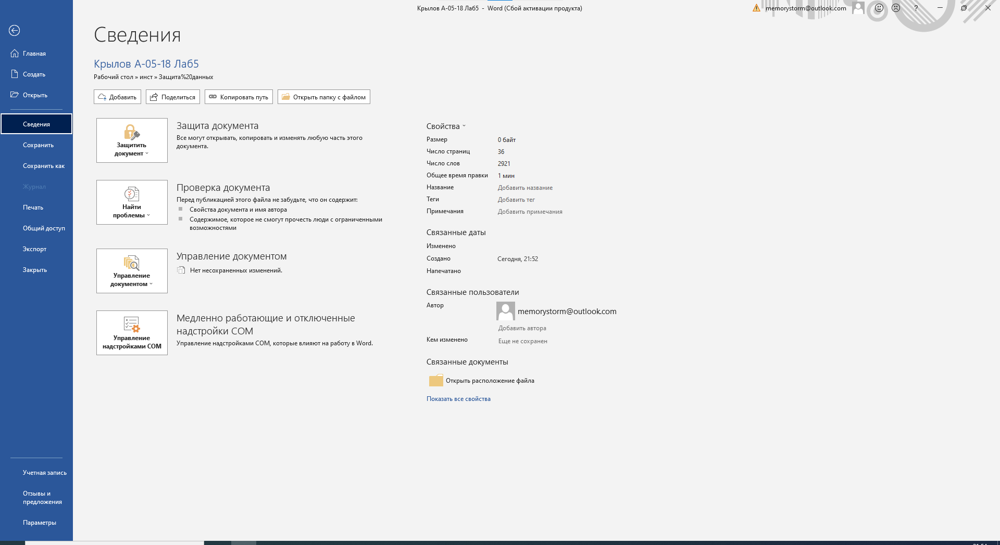 Крылов А-05-18 Лаб5 - Word (Сбой активации продукта)
memorystorm@outlook.com
?
Главная
Создать
Открыть
Сведения
Сохранить
Сохранить как
Журнал
Печать
Общий доступ
Экспорт
Закрыть
Учетная запись
Отзывы и
предложения
Параметры
Сведения
Крылов А-05-18 Лаб5
Рабочий стол » инст » Защита%20данных
Добавить
Поделиться
Копировать путь
Открыть папку с файлом
Защитить
документ
Защита документа
Все могут открывать, копировать и изменять любую часть этого
документа.
Найти
проблемы
Проверка документа
Перед публикацией этого файла не забудьте, что он содержит:
Свойства документа и имя автора
Содержимое, которое не смогут прочесть люди с ограниченными
возможностями
Управление
документом
Управление документом
Нет несохраненных изменений.
Управление
надстройками COM
Медленно работающие и отключенные
надстройки COM
Управление надстройками COM, которые влияют на работу в Word.
Свойства
Размер 0 байт
Число страниц 36
Число слов 2921
Общее время правки 1 мин
Название Добавить название
Теги Добавить тег
Примечания Добавить примечания
Связанные даты
Изменено
Создано Сегодня, 21:52
Напечатано
Связанные пользователи
Автор
memorystorm@outlook.com
Добавить автора
Кем изменено Еще не сохранен
Связанные документы
Открыть расположение файла
Показать все свойства